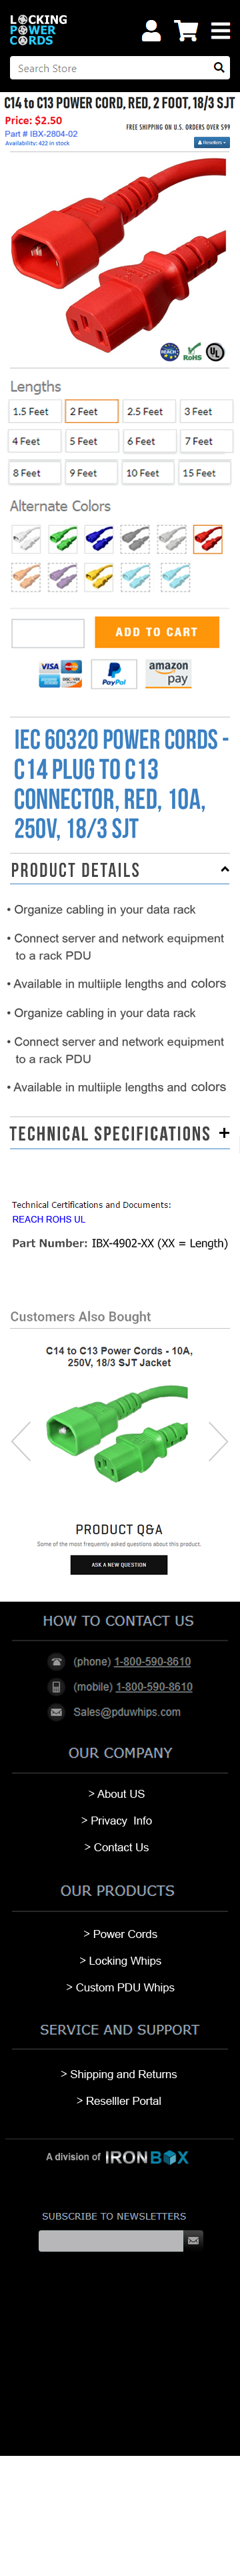 LOCKING
POWER
CORDS
Search Store
C14 to C13 POWER CORD, RED, 2 FOOT, 18/3 SJT
Price: $2.50
FREE SHIPPING ON U.S. ORDERS OVER $99
Part # IBX-2804-02
Availability: 422 in stock
Resellers »
REACH RoHS UL
Lengths
1.5 Feet 2 Feet 2.5 Feet 3 Feet
4 Feet 5 Feet 6 Feet 7 Feet
8 Feet 9 Feet 10 Feet 15 Feet
Alternate Colors
ADD TO CART
VISA PayPal amazon
pay
IEC 60320 POWER CORDS -
C14 PLUG TO C13
CONNECTOR, RED, 10A,
250V, 18/3 SJT
PRODUCT DETAILS
• Organize cabling in your data rack
• Connect server and network equipment
to a rack PDU
• Available in multiiple lengths and colors
• Organize cabling in your data rack
• Connect server and network equipment
to a rack PDU
• Available in multiiple lengths and colors
TECHNICAL SPECIFICATIONS +
Technical Certifications and Documents:
REACH ROHS UL
Part Number: IBX-4902-XX (XX = Length)
Customers Also Bought
C14 to C13 Power Cords - 10A,
250V, 18/3 SJT Jacket
PRODUCT Q&A
Some of the most frequently asked questions about this product.
ASK A NEW QUESTION
HOW TO CONTACT US
(phone) 1-800-590-8610
(mobile) 1-800-590-8610
Sales@pduwhips.com
OUR COMPANY
> About US
> Privacy Info
> Contact Us
OUR PRODUCTS
> Power Cords
> Locking Whips
> Custom PDU Whips
SERVICE AND SUPPORT
> Shipping and Returns
> Reselller Portal
A division of IRONBOX
SUBSCRIBE TO NEWSLETTERS